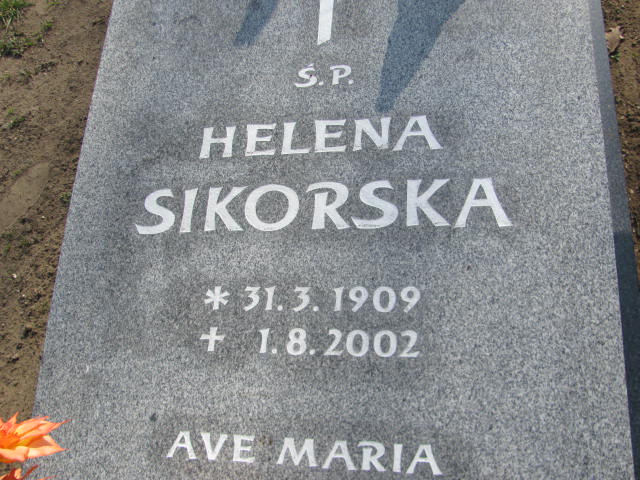 Ś.P.
HELENA
SIKORSKA
* 31.3.1909
+ 1.8.2002
AVE MARIA